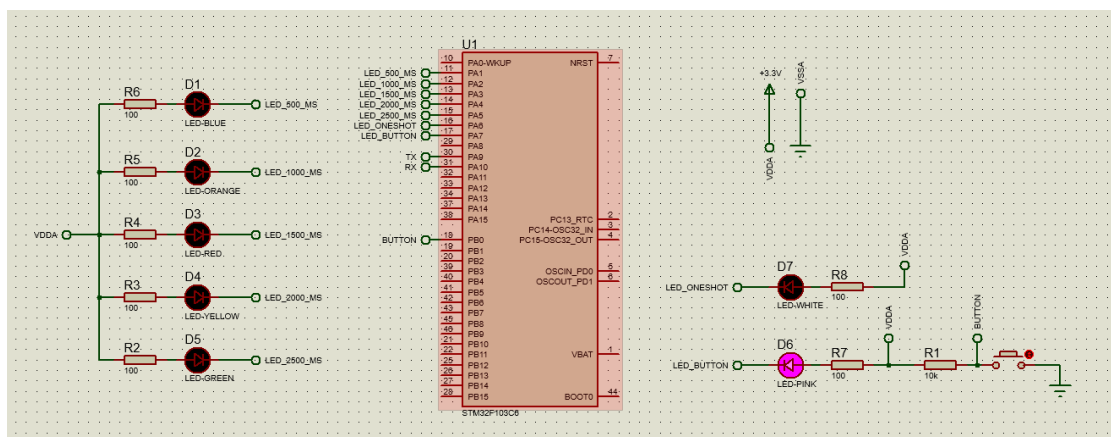 R6
100
D1
LED-BLUE
LED_500_MS
R5
100
D2
LED-ORANGE
LED_1000_MS
VDDA
R4
100
D3
LED-RED
LED_1500_MS
R3
100
D4
LED-YELLOW
LED_2000_MS
R2
100
D5
LED-GREEN
LED_2500_MS
U1
10 PA0-WKUP
LED_500_MS 11 PA1
LED_1000_MS 12 PA2
LED_1500_MS 13 PA3
LED_2000_MS 14 PA4
LED_2500_MS 15 PA5
LED_ONESHOT 16 PA6
LED_BUTTON 17 PA7
29 PA8
TX 30 PA9
RX 31 PA10
32 PA11
33 PA12
34 PA13
37 PA14
38 PA15
BUTTON 18 PB0
19 PB1
20 PB2
39 PB3
40 PB4
41 PB5
42 PB6
43 PB7
45 PB8
46 PB9
21 PB10
22 PB11
25 PB12
26 PB13
27 PB14
28 PB15
NRST 7
PC13_RTC 2
PC14-OSC32_IN 3
PC15-OSC32_OUT 4
OSCIN_PD0 5
OSCOUT_PD1 6
VBAT 1
BOOT0 44
STM32F103C6
+3.3V
VDDA
VSSA
LED_ONESHOT
D7
LED-WHITE
R8
100
VDDA
LED_BUTTON
D6
LED-PINK
R7
100
VDDA
R1
10k
BUTTON